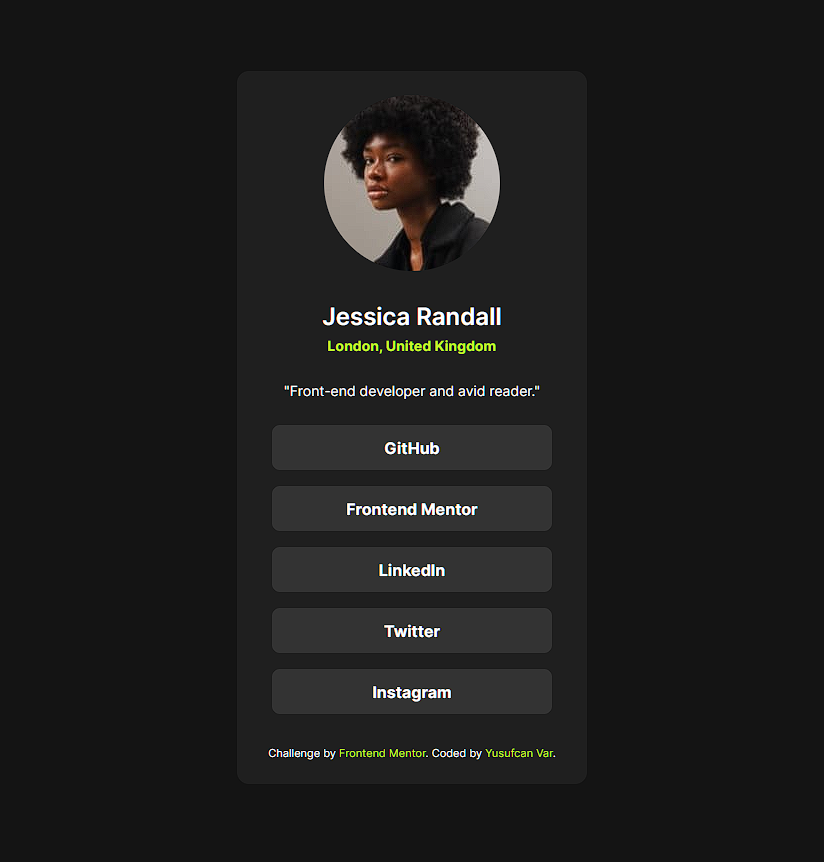 Jessica Randall
London, United Kingdom
"Front-end developer and avid reader."
GitHub
Frontend Mentor
LinkedIn
Twitter
Instagram
Challenge by Frontend Mentor. Coded by Yusufcan Var.